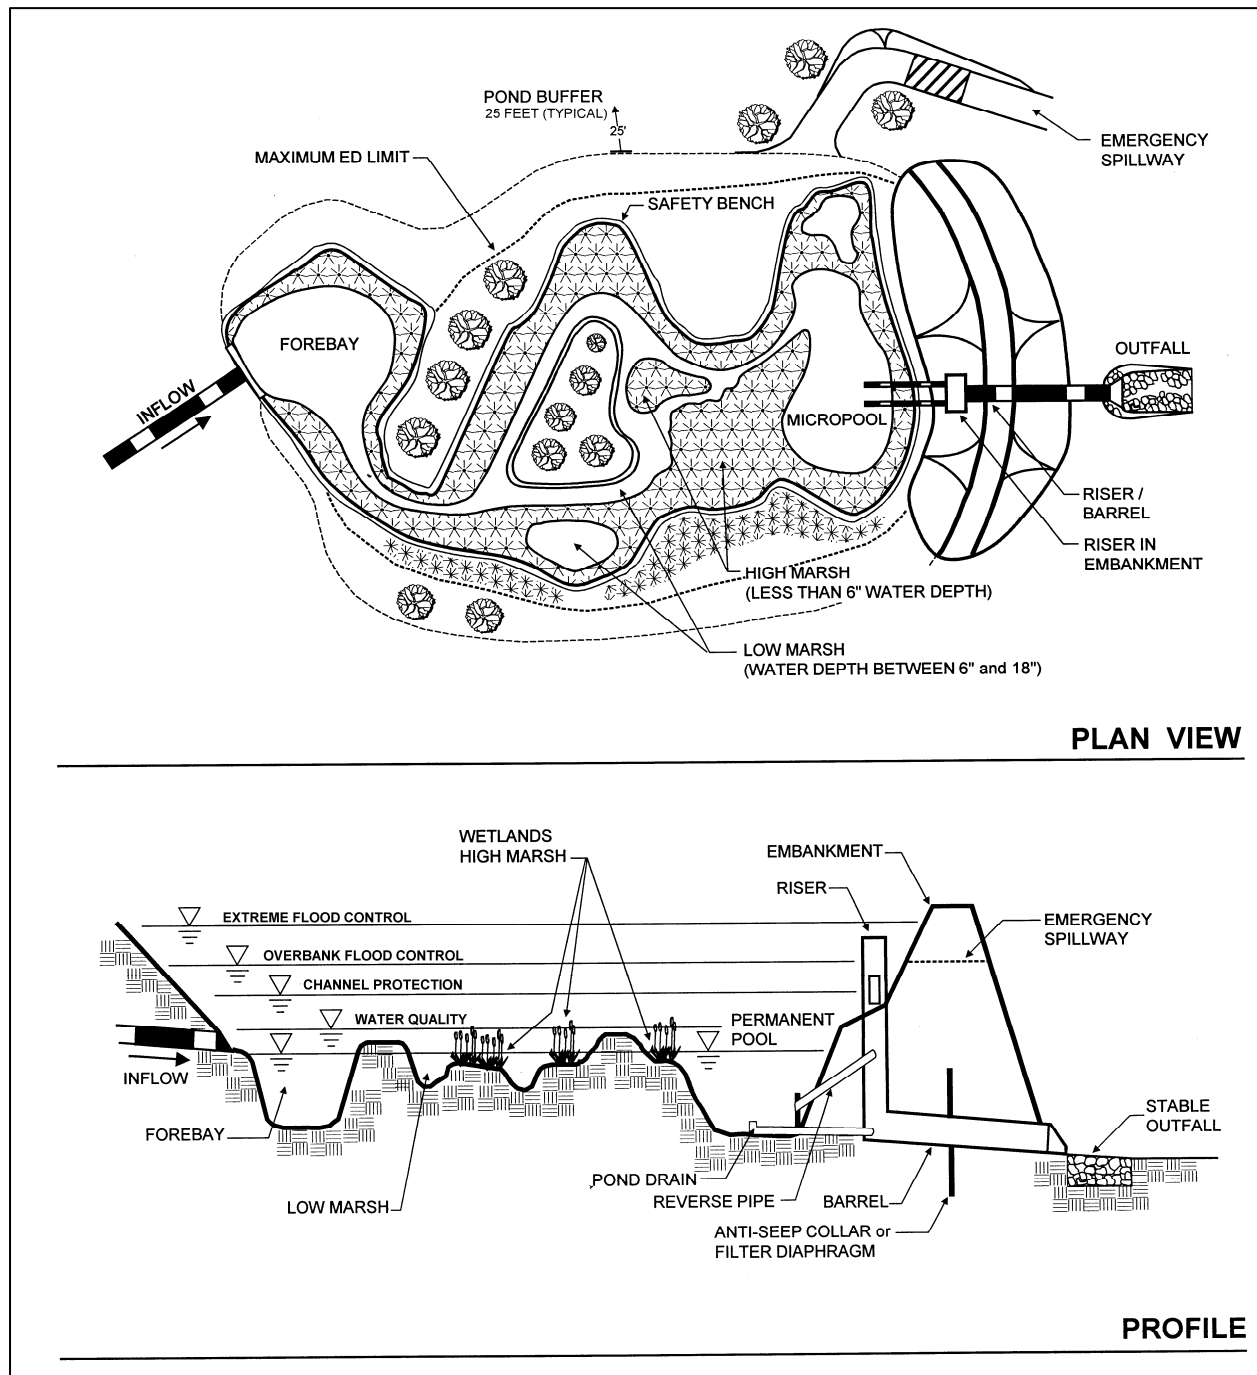 POND BUFFER
25 FEET (TYPICAL)
25'
MAXIMUM ED LIMIT
SAFETY BENCH
EMERGENCY
SPILLWAY
FOREBAY
INFLOW
OUTFALL
MICROPOOL
RISER /
BARREL
RISER IN
EMBANKMENT
HIGH MARSH
(LESS THAN 6" WATER DEPTH)
LOW MARSH
(WATER DEPTH BETWEEN 6" and 18")
PLAN VIEW
WETLANDS
HIGH MARSH
EMBANKMENT
RISER
EXTREME FLOOD CONTROL
EMERGENCY
SPILLWAY
OVERBANK FLOOD CONTROL
CHANNEL PROTECTION
WATER QUALITY
PERMANENT
POOL
INFLOW
FOREBAY
STABLE
OUTFALL
POND DRAIN
LOW MARSH
REVERSE PIPE
BARREL
ANTI-SEEP COLLAR or
FILTER DIAPHRAGM
PROFILE